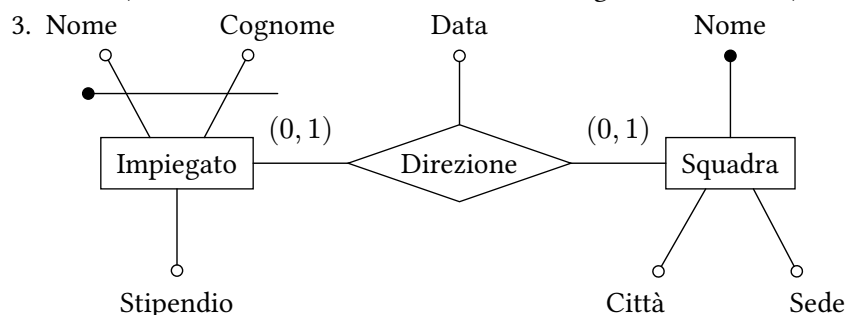 3. Nome Cognome Data Nome
(0, 1) (0, 1)
Impiegato Direzione Squadra
Stipendio Città Sede